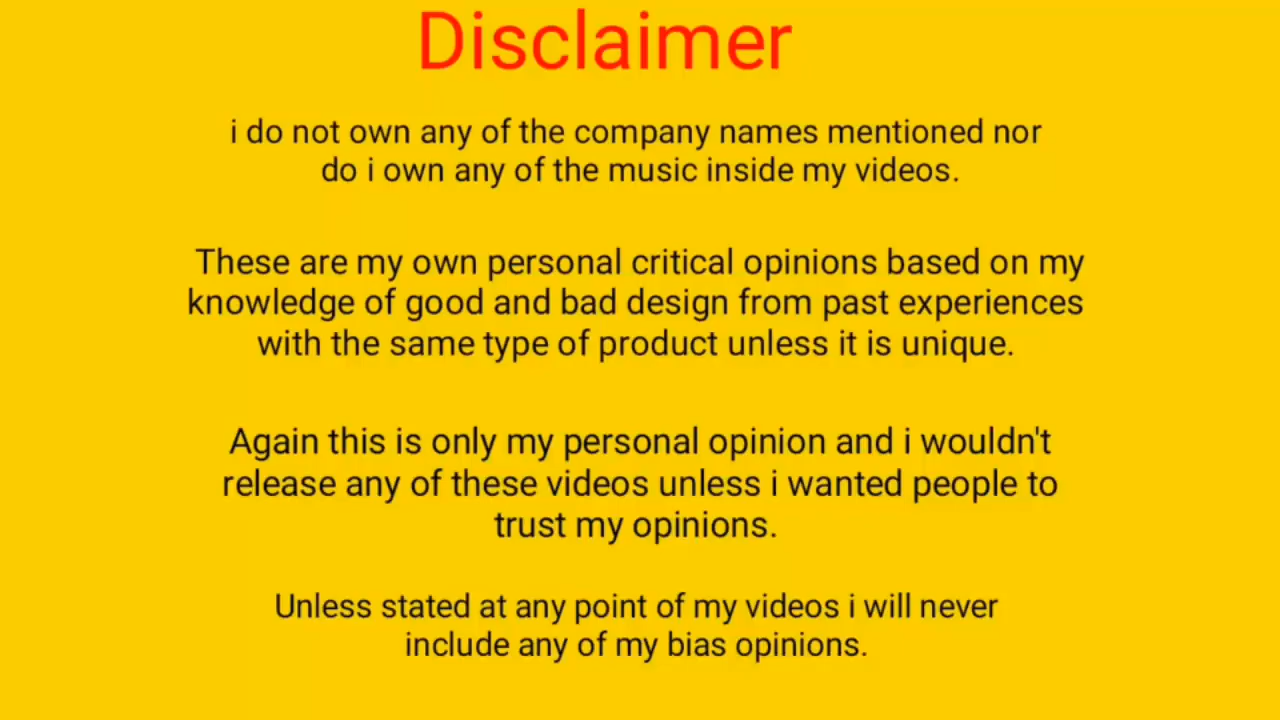 Disclaimer
i do not own any of the company names mentioned nor
do i own any of the music inside my videos.
These are my own personal critical opinions based on my
knowledge of good and bad design from past experiences
with the same type of product unless it is unique.
Again this is only my personal opinion and i wouldn't
release any of these videos unless i wanted people to
trust my opinions.
Unless stated at any point of my videos i will never
include any of my bias opinions.